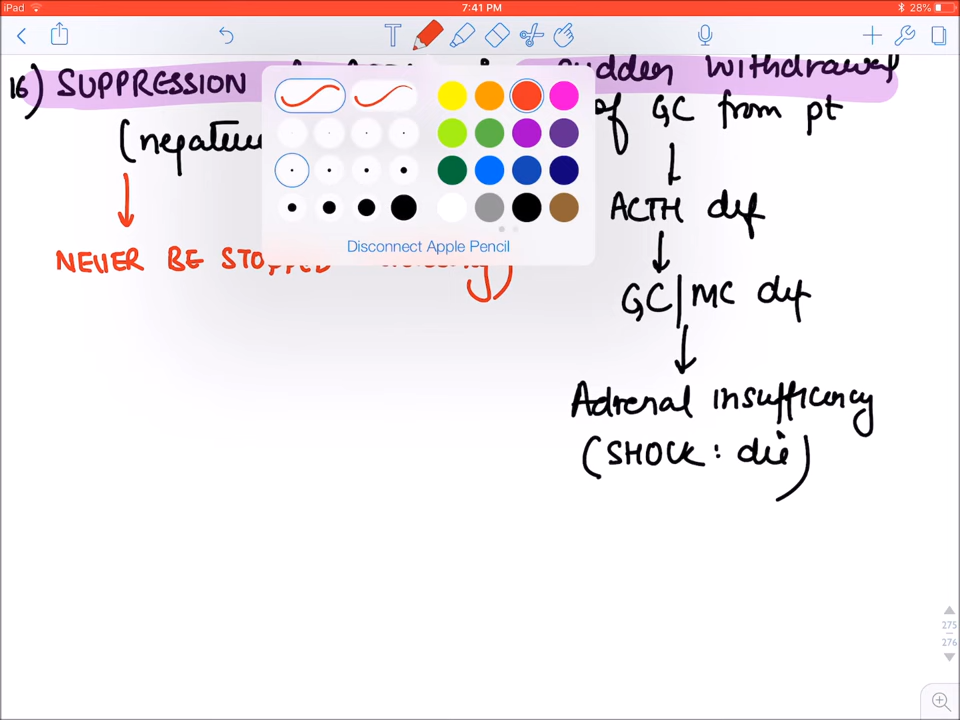 iPad 7:41 PM 28%
T
16) SUPPRESSION
sudden withdrawal
of GC from pt
ACTH def
GC/MC def
Adrenal insufficiency
(SHOCK: die)
NEVER BE STOPPED
Disconnect Apple Pencil
275
276